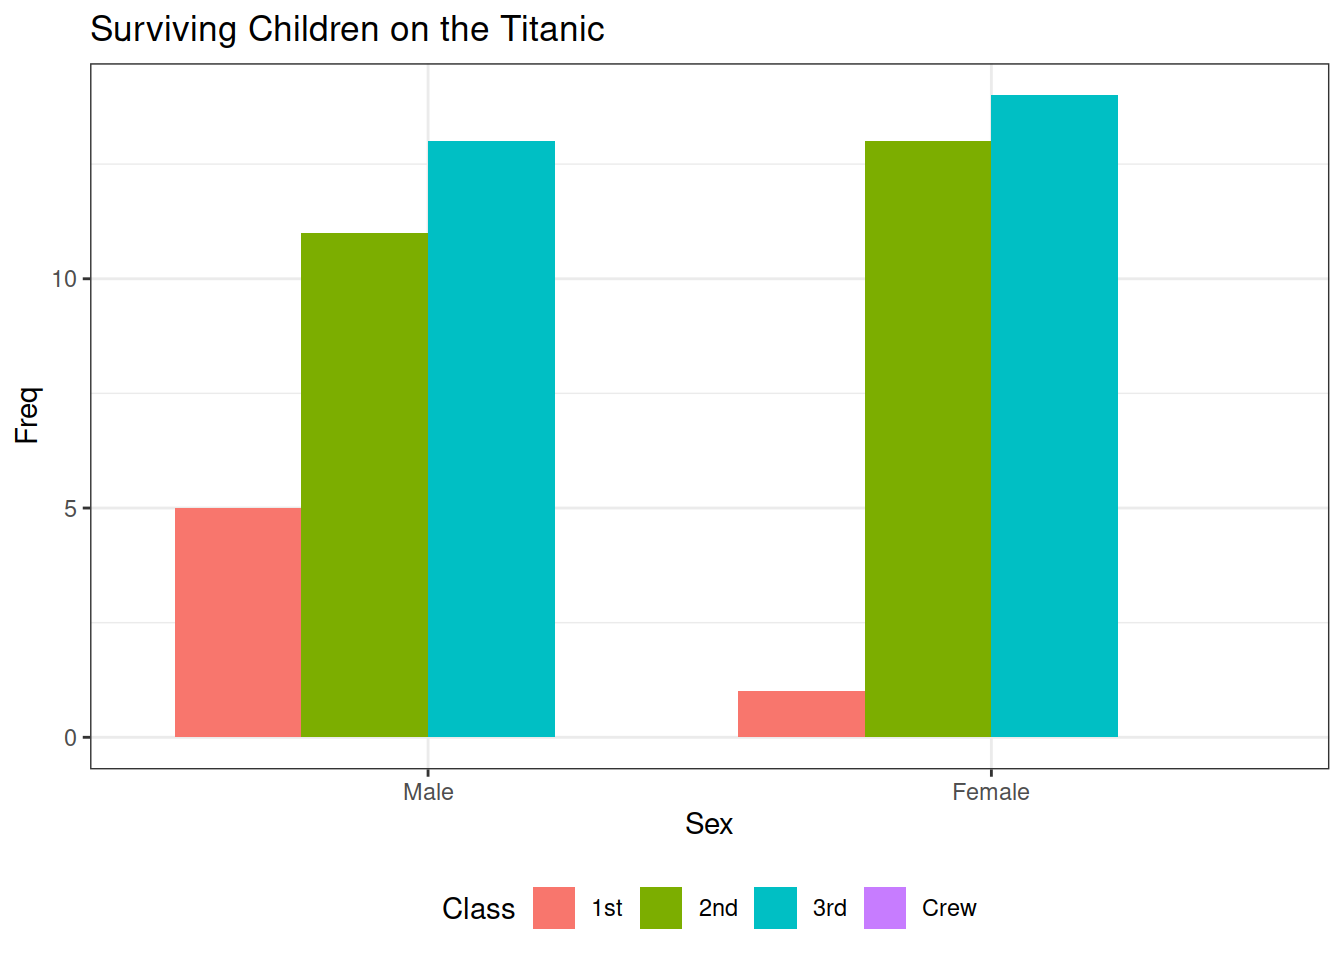 Surviving Children on the Titanic
10
5
0
Freq
Male Female
Sex
Class 1st 2nd 3rd Crew